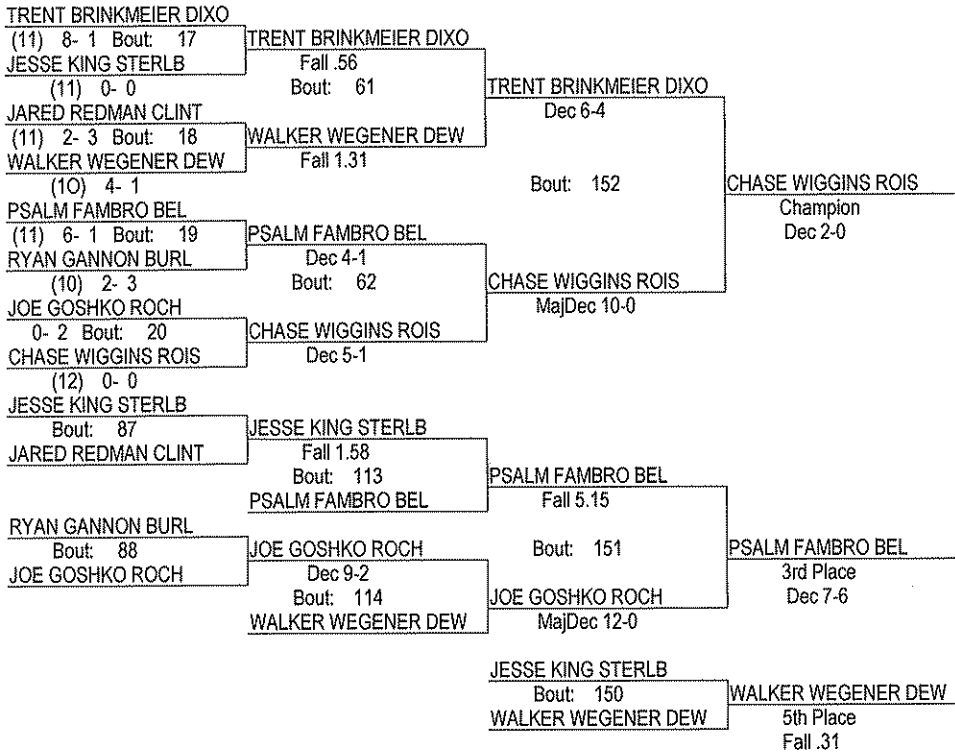 TRENT BRINKMEIER DIXO
(11) 8- 1 Bout: 17
JESSE KING STERLB
(11) 0- 0
JARED REDMAN CLINT
(11) 2- 3 Bout: 18
WALKER WEGENER DEW
(1O) 4- 1
PSALM FAMBRO BEL
(11) 6- 1 Bout: 19
RYAN GANNON BURL
(10) 2- 3
JOE GOSHKO ROCH
0- 2 Bout: 20
CHASE WIGGINS ROIS
(12) 0- 0
TRENT BRINKMEIER DIXO
Fall .56
Bout: 61
WALKER WEGENER DEW
Fall 1.31
PSALM FAMBRO BEL
Dec 4-1
Bout: 62
CHASE WIGGINS ROIS
Dec 5-1
TRENT BRINKMEIER DIXO
Dec 6-4
Bout: 152
CHASE WIGGINS ROIS
MajDec 10-0
CHASE WIGGINS ROIS
Champion
Dec 2-0
JESSE KING STERLB
Bout: 87
JARED REDMAN CLINT
RYAN GANNON BURL
Bout: 88
JOE GOSHKO ROCH
JESSE KING STERLB
Fall 1.58
Bout: 113
PSALM FAMBRO BEL
JOE GOSHKO ROCH
Dec 9-2
Bout: 114
WALKER WEGENER DEW
PSALM FAMBRO BEL
Fall 5.15
Bout: 151
JOE GOSHKO ROCH
MajDec 12-0
PSALM FAMBRO BEL
3rd Place
Dec 7-6
JESSE KING STERLB
Bout: 150
WALKER WEGENER DEW
WALKER WEGENER DEW
5th Place
Fall .31